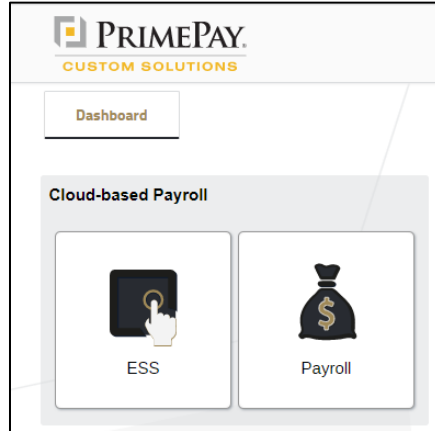 PRIMEPAY.
CUSTOM SOLUTIONS
Dashboard
Cloud-based Payroll
$
ESS
Payroll